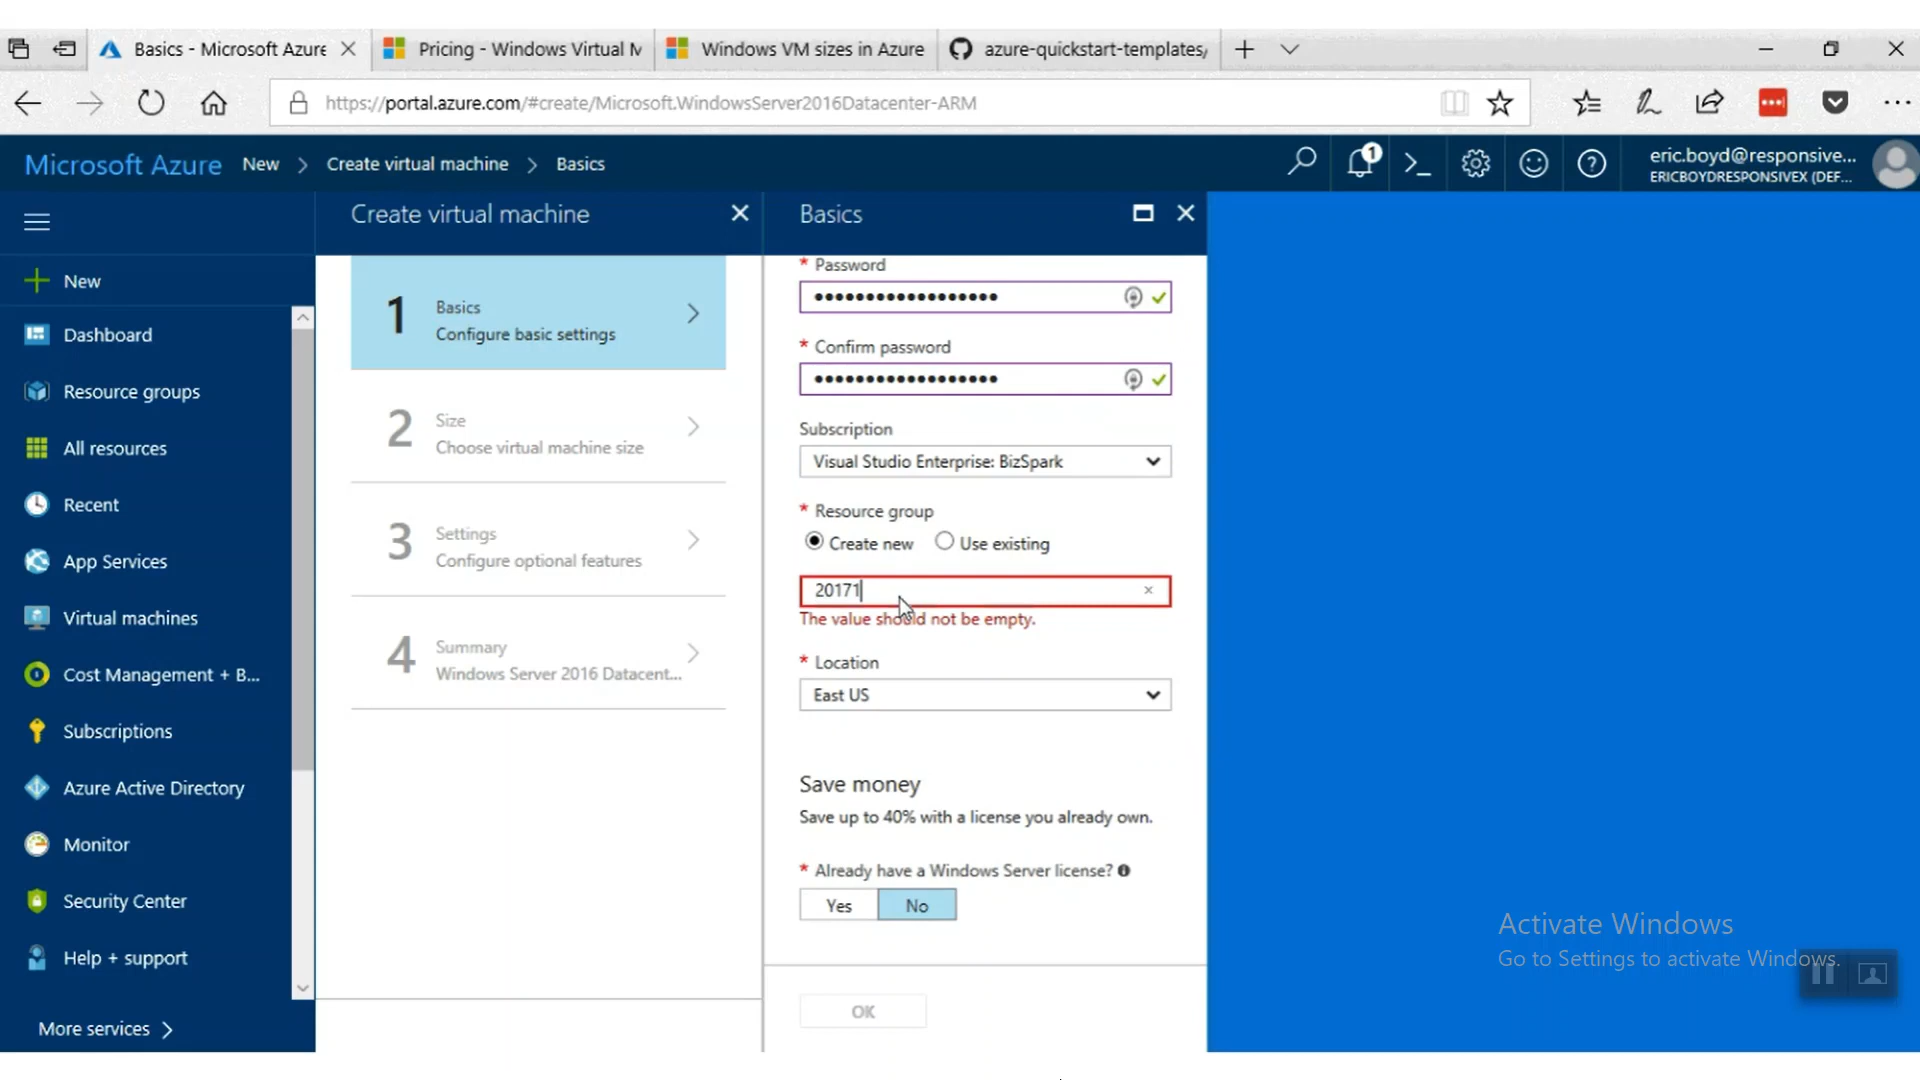 Basics - Microsoft Azure
Pricing - Windows Virtual M
Windows VM sizes in Azure
azure-quickstart-templates/
https://portal.azure.com/#create/Microsoft.WindowsServer2016Datacenter-ARM
Microsoft Azure New > Create virtual machine > Basics
1
eric.boyd@responsive...
ERICBOYDRESPONSIVEX (DEF...
New
Dashboard
Resource groups
All resources
Recent
App Services
Virtual machines
Cost Management + B...
Subscriptions
Azure Active Directory
Monitor
Security Center
Help + support
More services >
Create virtual machine
1 Basics
Configure basic settings
2 Size
Choose virtual machine size
3 Settings
Configure optional features
4 Summary
Windows Server 2016 Datacent...
Basics
* Password
* Confirm password
Subscription
Visual Studio Enterprise: BizSpark
* Resource group
Create new Use existing
20171
The value should not be empty.
* Location
East US
Save money
Save up to 40% with a license you already own.
* Already have a Windows Server license?
Yes No
OK
Activate Windows
Go to Settings to activate Windows.